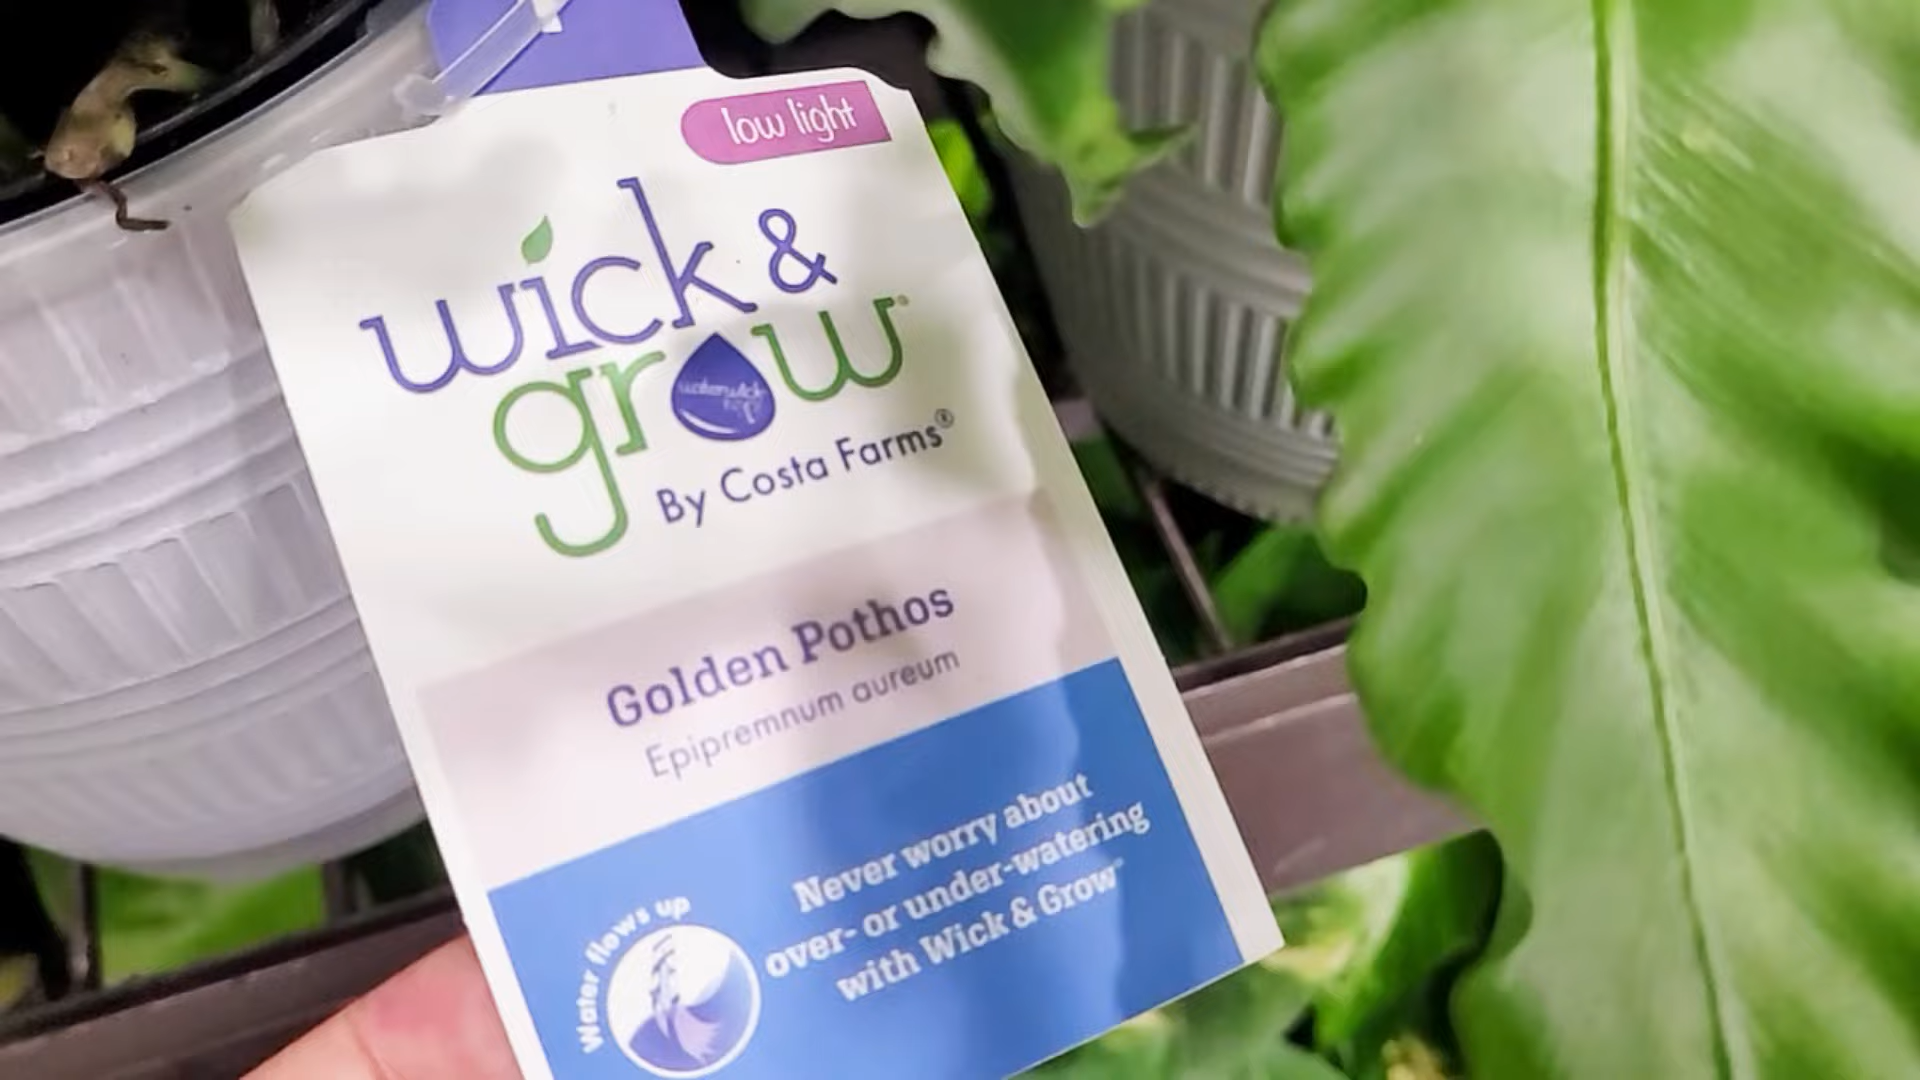 low light
wick &
grow®
waterwick
By Costa Farms®
Golden Pothos
Epipremnum aureum
Never worry about
over- or under-watering
with Wick & Grow
Water flows up